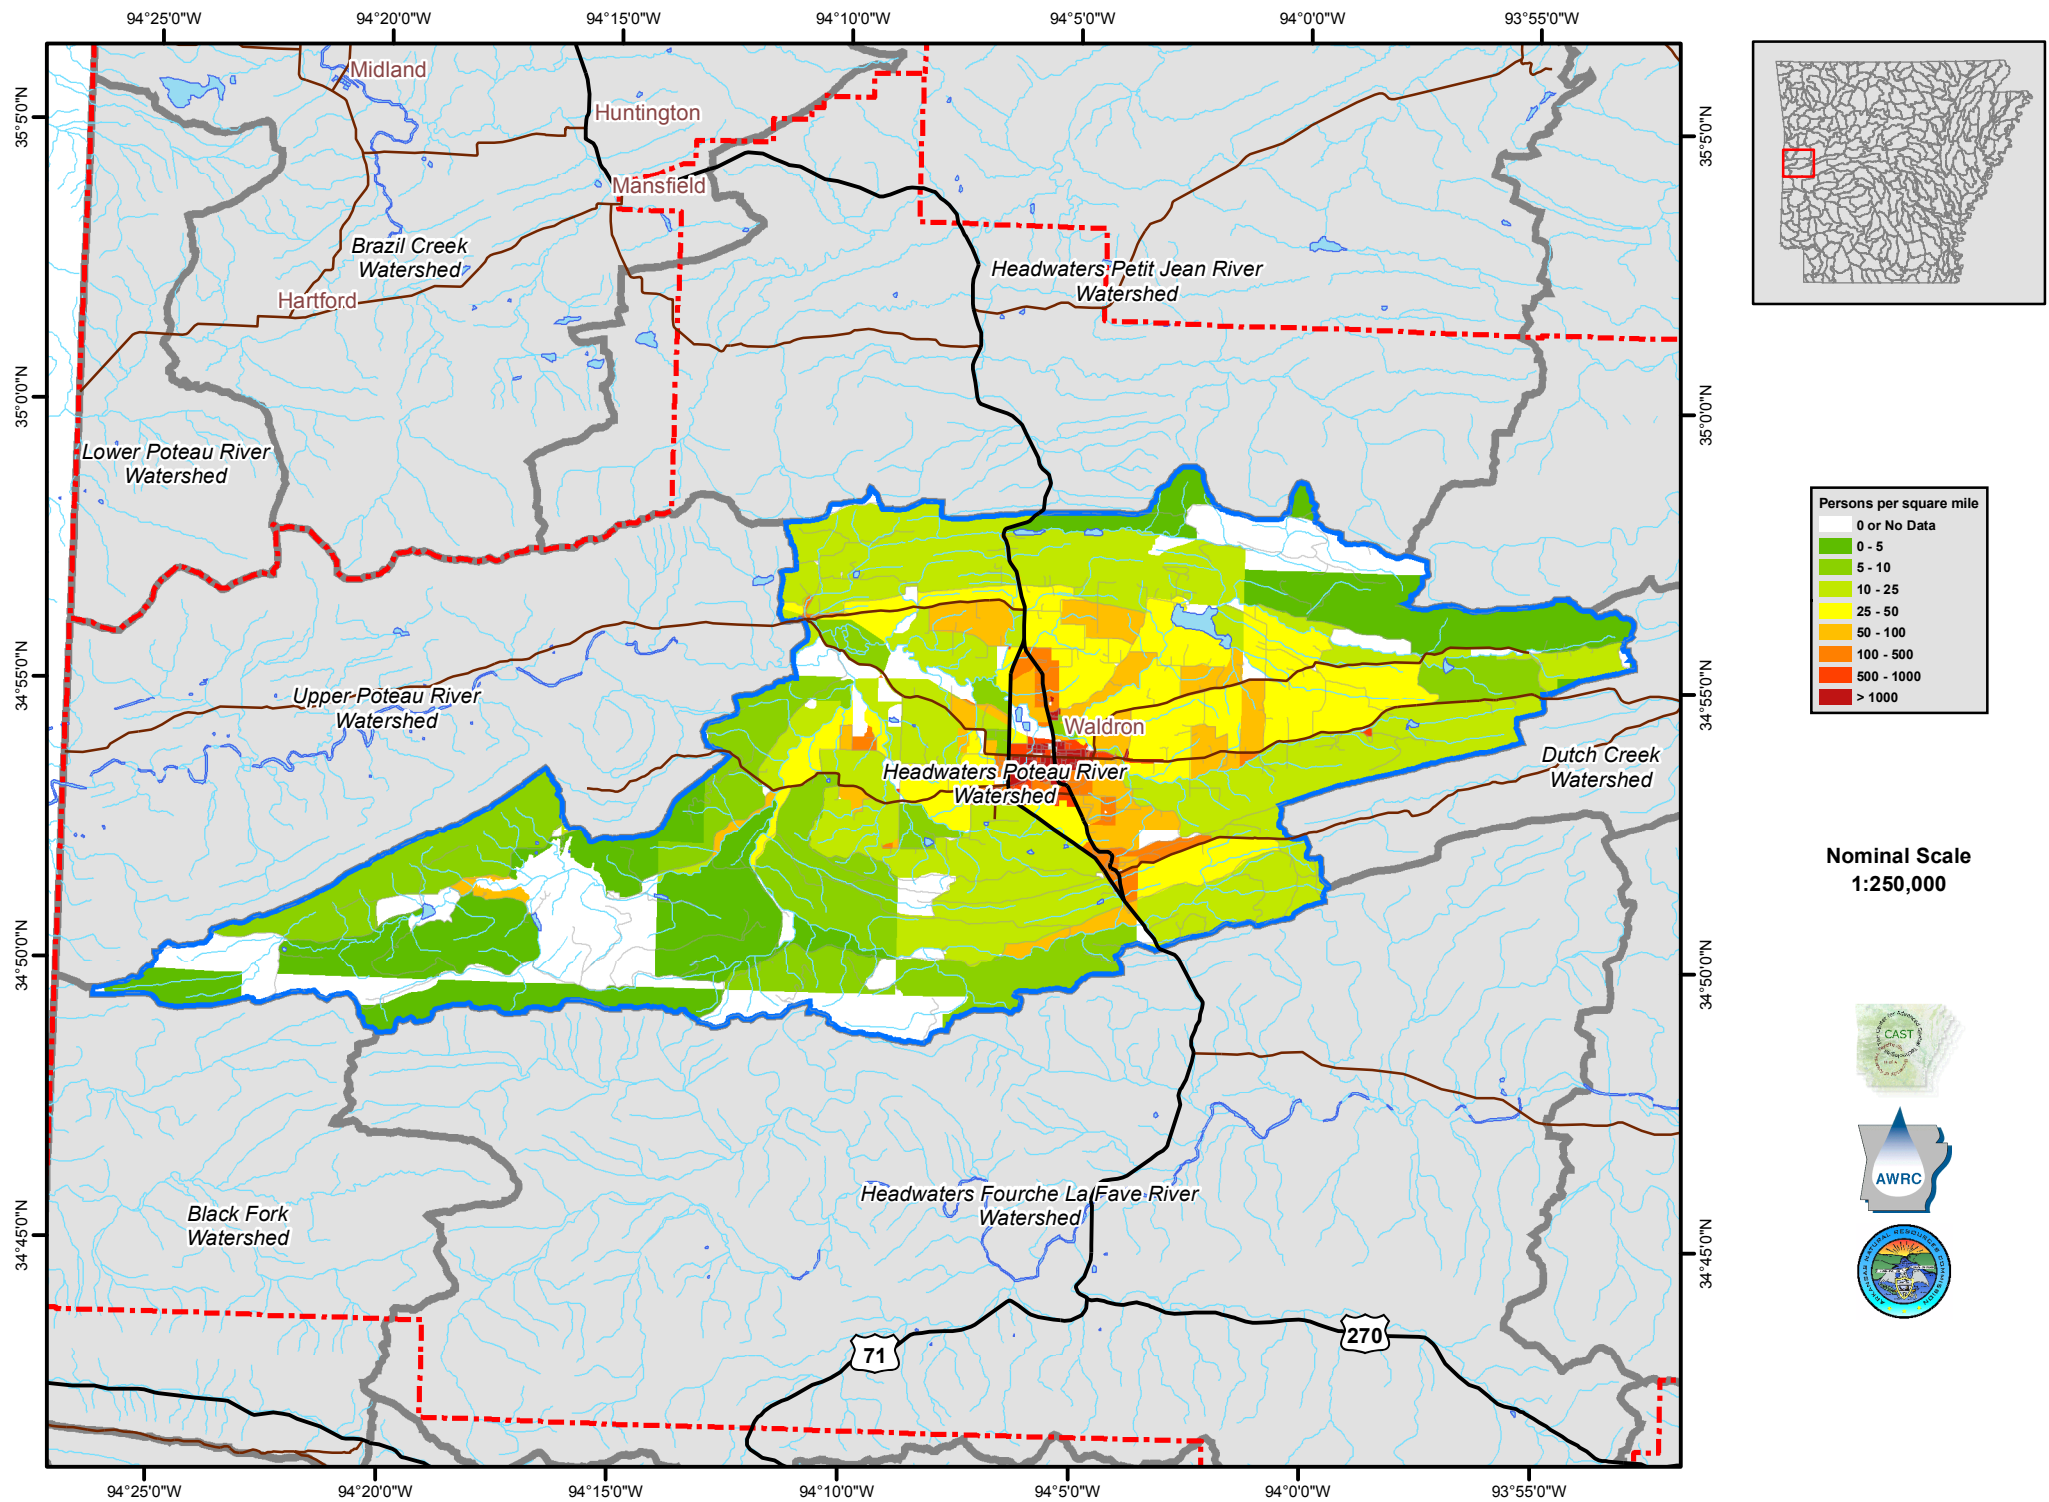 94°25'0"W
94°20'0"W
94°15'0"W
94°10'0"W
94°5'0"W
94°0'0"W
93°55'0"W
35°5'0"N
35°0'0"N
34°55'0"N
34°50'0"N
34°45'0"N
35°5'0"N
35°0'0"N
34°55'0"N
34°50'0"N
34°45'0"N
Midland
Huntington
Mansfield
Brazil Creek
Watershed
Hartford
Headwaters Petit Jean River
Watershed
Lower Poteau River
Watershed
Upper Poteau River
Watershed
Waldron
Headwaters Poteau River
Watershed
Dutch Creek
Watershed
Headwaters Fourche La Fave River
Watershed
Black Fork
Watershed
71
270
94°25'0"W
94°20'0"W
94°15'0"W
94°10'0"W
94°5'0"W
94°0'0"W
93°55'0"W
Persons per square mile
0 or No Data
0 - 5
5 - 10
10 - 25
25 - 50
50 - 100
100 - 500
500 - 1000
> 1000
Nominal Scale
1:250,000
CAST
AWRC
ARKANSAS NATURAL RESOURCES COMMISSION